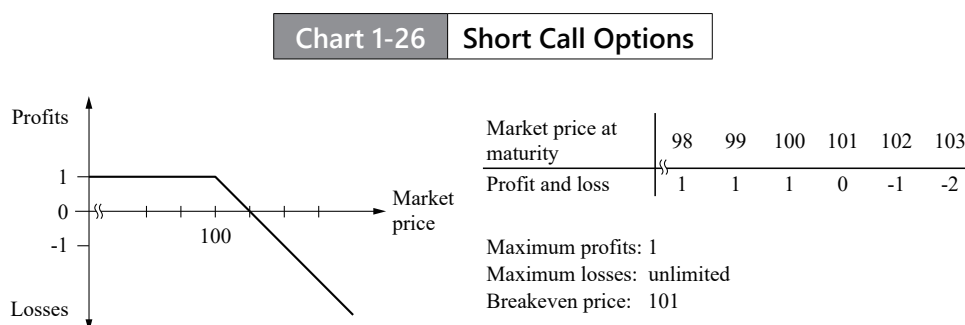 Chart 1-26 Short Call Options
Profits
1
0
-1
Losses
100
Market
price
Market price at
maturity
98 99 100 101 102 103
Profit and loss 1 1 1 0 -1 -2
Maximum profits: 1
Maximum losses: unlimited
Breakeven price: 101